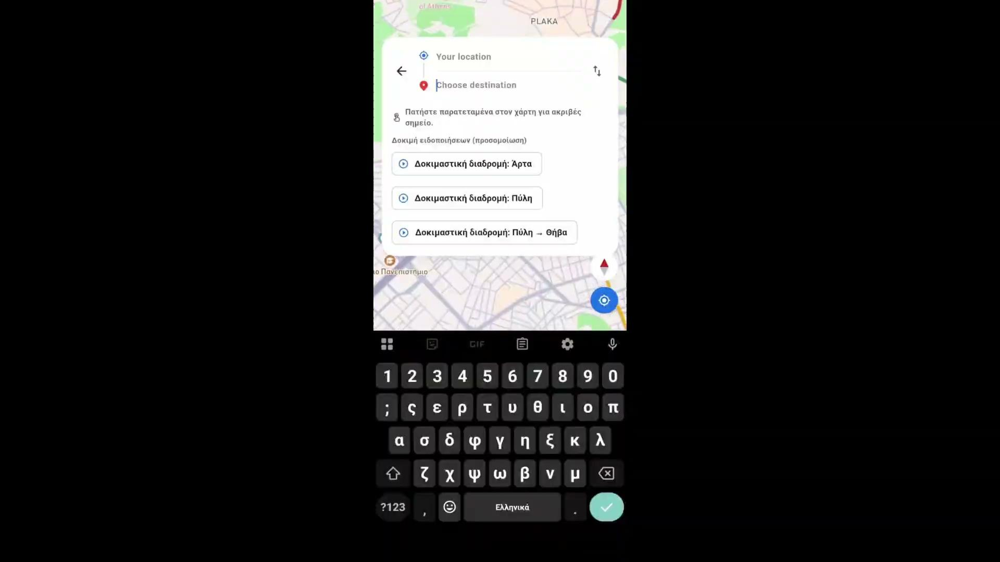 of Athens
PLAKA
Your location
Choose destination
Πατήστε παρατεταμένα στον χάρτη για ακριβές
σημείο.
Δοκιμή ειδοποιήσεων (προσομοίωση)
Δοκιμαστική διαδρομή: Άρτα
Δοκιμαστική διαδρομή: Πύλη
Δοκιμαστική διαδρομή: Πύλη → Θήβα
ιο Πανεπιστήμιο
GIF
1 2 3 4 5 6 7 8 9 0
; ς ε ρ τ υ θ ι ο π
α σ δ φ γ η ξ κ λ
ζ χ ψ ω β ν μ
?123 , Ελληνικά .